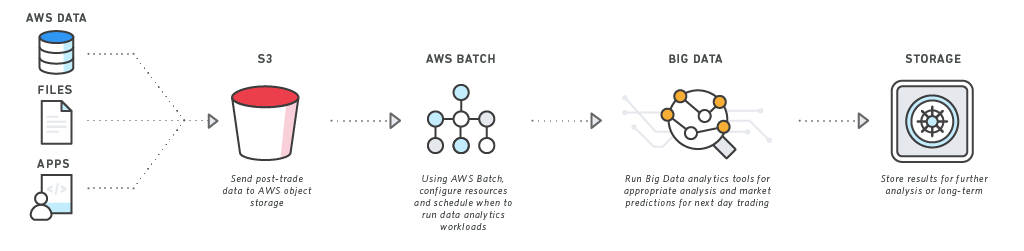 AWS DATA
FILES
APPS
</>
S3
Send post-trade
data to AWS object
storage
AWS BATCH
Using AWS Batch,
configure resources
and schedule when to
run data analytics
workloads
BIG DATA
Run Big Data analytics tools for
appropriate analysis and market
predictions for next day trading
STORAGE
Store results for further
analysis or long-term